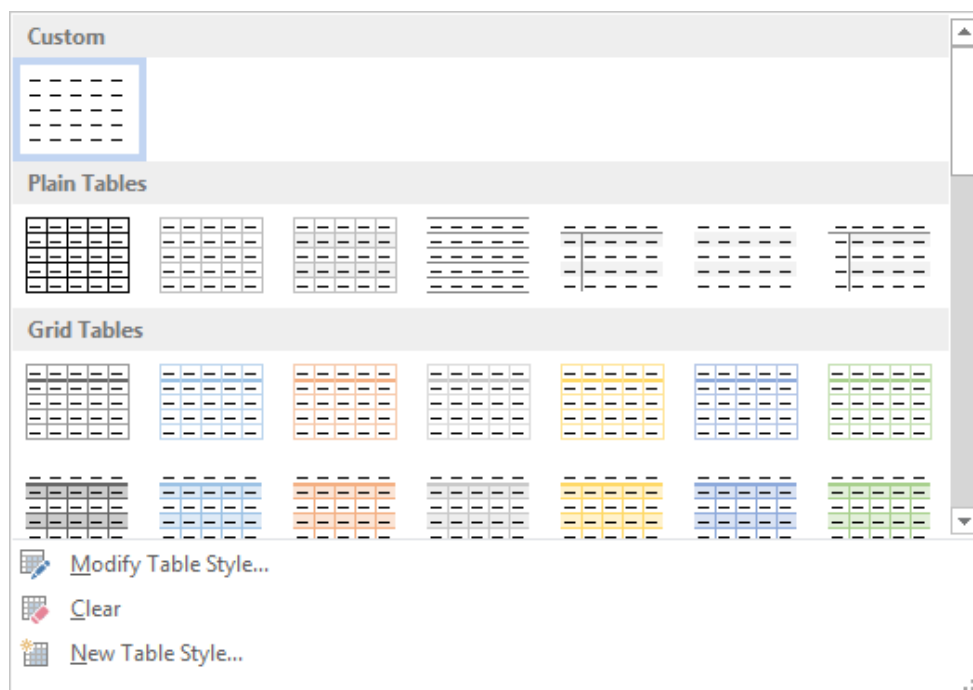 Custom
Plain Tables
Grid Tables
Modify Table Style...
Clear
New Table Style...